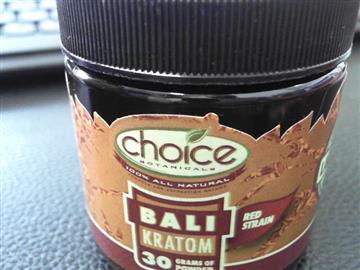 choice
BOTANICALS
100% ALL NATURAL
BALI
KRATOM
RED
STRAIN
30 GRAMS OF
POWDER